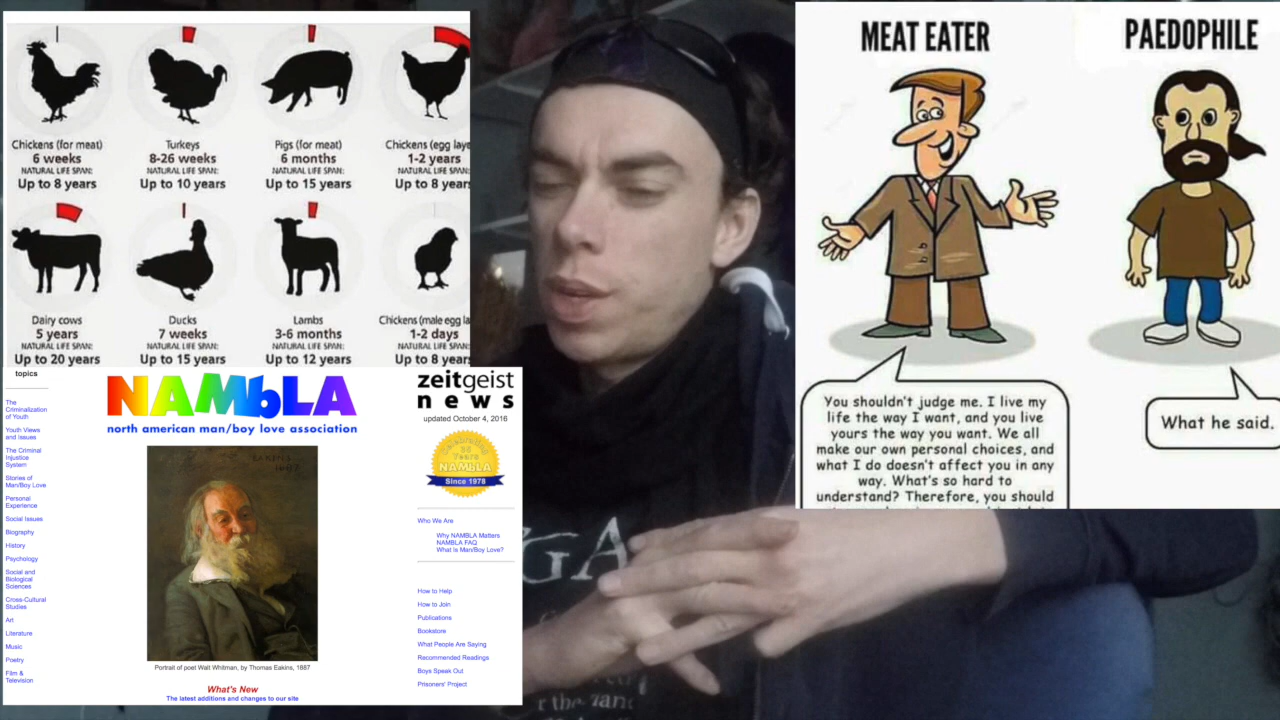 Chickens (for meat)
6 weeks
NATURAL LIFE SPAN:
Up to 8 years
Turkeys
8-26 weeks
NATURAL LIFE SPAN:
Up to 10 years
Pigs (for meat)
6 months
NATURAL LIFE SPAN:
Up to 15 years
Chickens (egg laye
1-2 years
NATURAL LIFE SPAN:
Up to 8 years
Dairy cows
5 years
NATURAL LIFE SPAN:
Up to 20 years
Ducks
7 weeks
NATURAL LIFE SPAN:
Up to 15 years
Lambs
3-6 months
NATURAL LIFE SPAN:
Up to 12 years
Chickens (male egg la
1-2 days
NATURAL LIFE SPAN:
Up to 8 years
MEAT EATER
PAEDOPHILE
You shouldn't judge me. I live my
life the way I want, and you live
yours the way you want. We all
make our own personal choices, and
what I do doesn't affect you in any
way. What's so hard to
understand? Therefore, you should
What he said.
topics
The
Criminalization
of Youth
Youth Views
and Issues
The Criminal
Injustice
System
Stories of
Man/Boy Love
Personal
Experience
Social Issues
Biography
History
Psychology
Social and
Biological
Sciences
Cross-Cultural
Studies
Art
Literature
Music
Poetry
Film &
Television
NAMbLA
north american man/boy love association
EAKINS
1887
Portrait of poet Walt Whitman, by Thomas Eakins, 1887
What's New
The latest additions and changes to our site
zeitgeist
news
updated October 4, 2016
Celebrating
Years
NAMBLA
Since 1978
Who We Are
Why NAMBLA Matters
NAMBLA FAQ
What Is Man/Boy Love?
How to Help
How to Join
Publications
Bookstore
What People Are Saying
Recommended Readings
Boys Speak Out
Prisoners' Project
GA